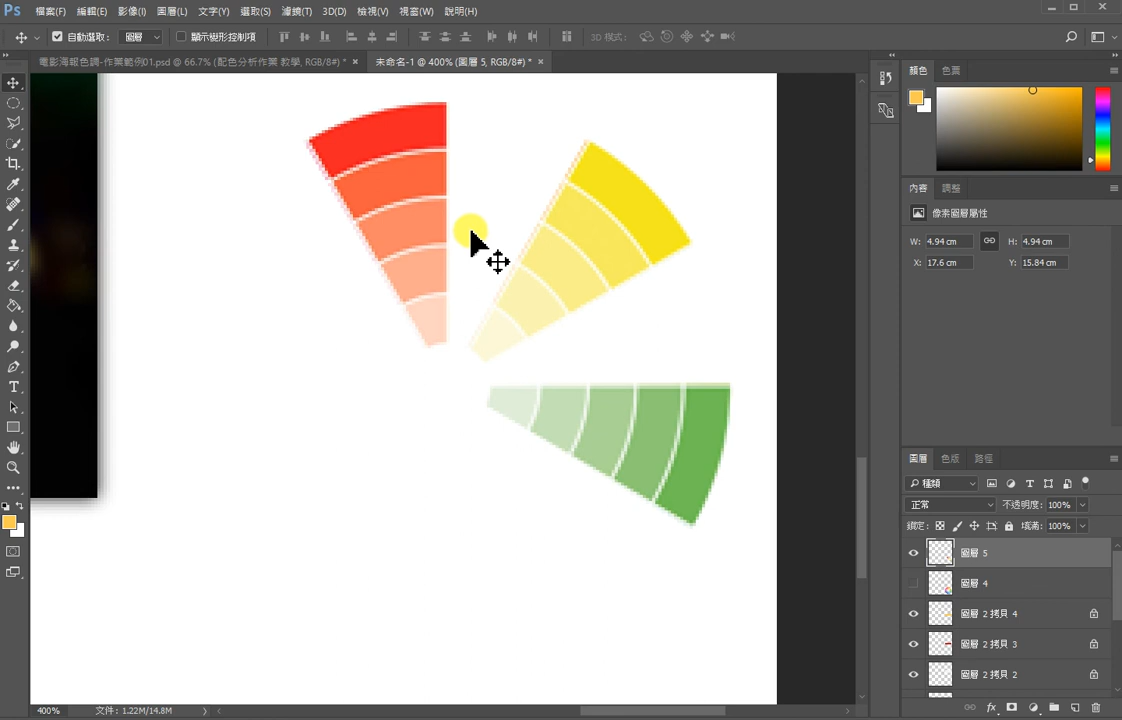 Ps 檔案(F) 編輯(E) 影像(I) 圖層(L) 文字(Y) 選取(S) 濾鏡(T) 3D(D) 檢視(V) 視窗(W) 說明(H)
自動選取: 圖層 顯示變形控制項 3D 模式:
電影海報色調-作業範例01.psd @ 66.7% (配色分析作業 教學, RGB/8#) * × 未命名-1 @ 400% (圖層 5, RGB/8#) * ×
顏色 色票
內容 調整
像素圖層屬性
W: 4.94 cm H: 4.94 cm
X: 17.6 cm Y: 15.84 cm
圖層 色版 路徑
種類
正常 不透明度: 100%
鎖定: 填滿: 100%
圖層 5
圖層 4
圖層 2 拷貝 4
圖層 2 拷貝 3
圖層 2 拷貝 2
400% 文件: 1.22M/14.8M